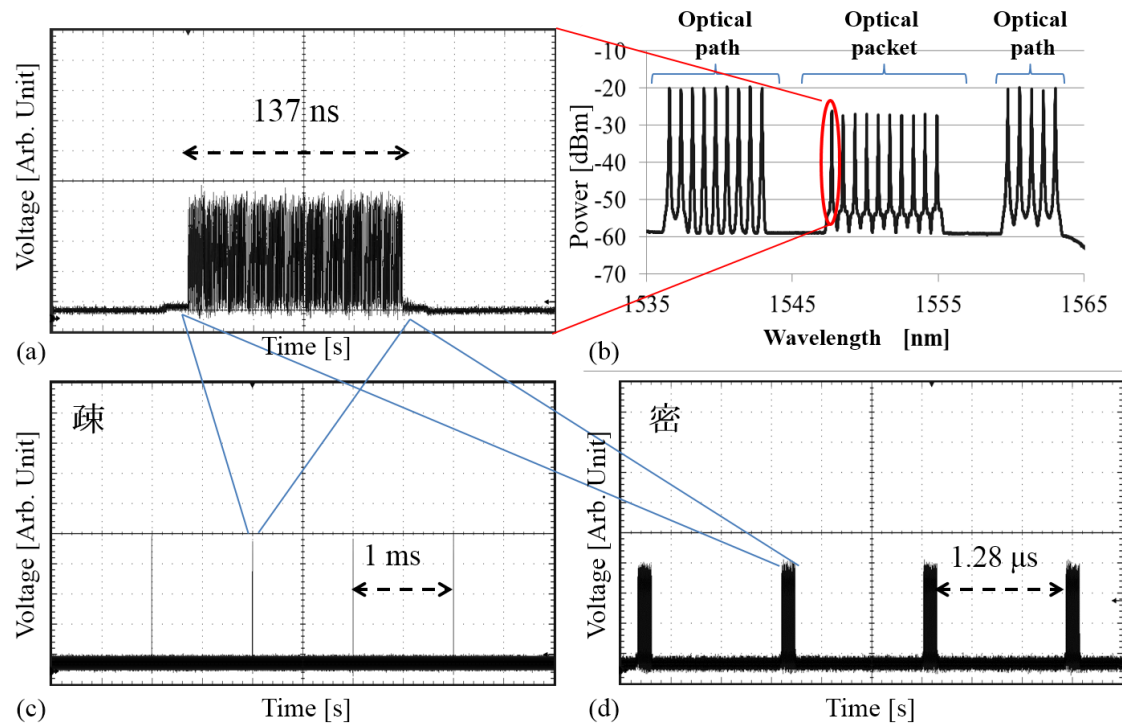 Voltage [Arb. Unit]
137 ns
(a)
Time [s]
Optical path
Optical packet
Optical path
Power [dBm]
-10
-20
-30
-40
-50
-60
-70
1535
1545
1555
1565
(b)
Wavelength [nm]
Voltage [Arb. Unit]
疎
1 ms
(c)
Time [s]
Voltage [Arb. Unit]
密
1.28 μs
(d)
Time [s]